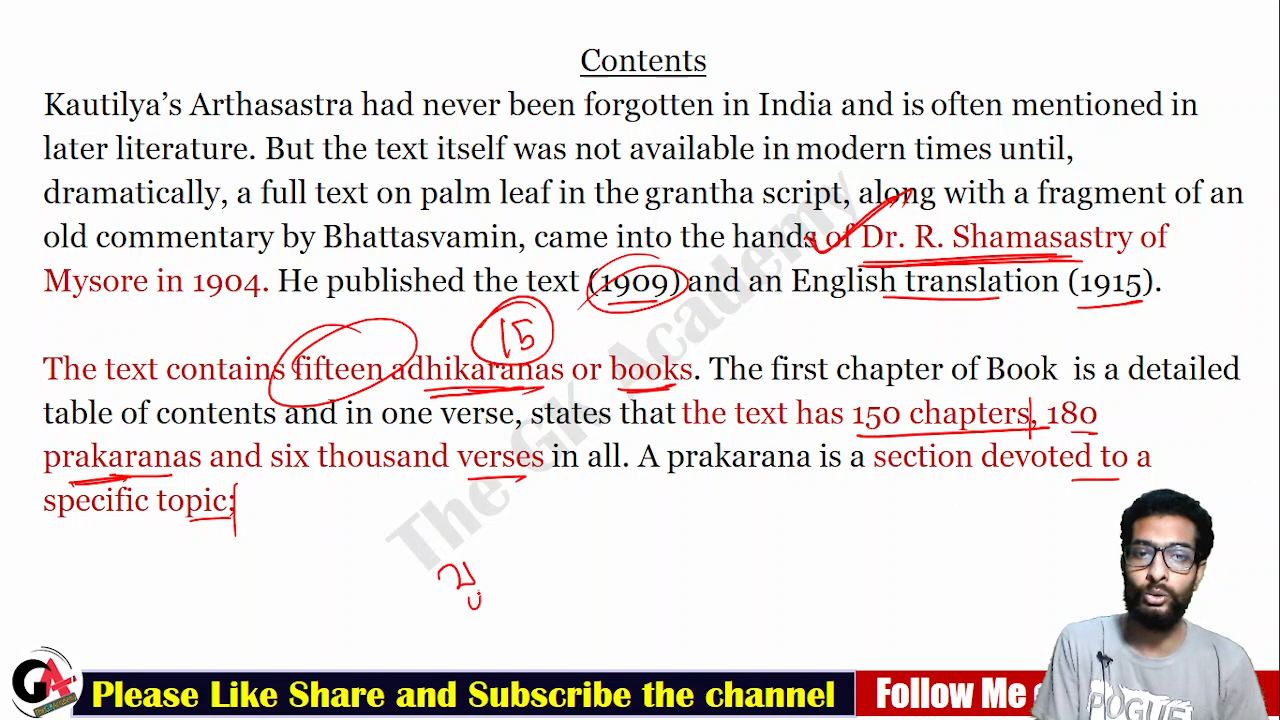 Contents
Kautilya's Arthasastra had never been forgotten in India and is often mentioned in
later literature. But the text itself was not available in modern times until,
dramatically, a full text on palm leaf in the grantha script, along with a fragment of an
old commentary by Bhattasvamin, came into the hands of Dr. R. Shamasastry of
Mysore in 1904. He published the text (1909) and an English translation (1915).
15
The text contains fifteen adhikaranas or books. The first chapter of Book is a detailed
table of contents and in one verse, states that the text has 150 chapters, 180
prakaranas and six thousand verses in all. A prakarana is a section devoted to a
specific topic;
The GK Academy
GA
Please Like Share and Subscribe the channel
Follow Me
POGUE